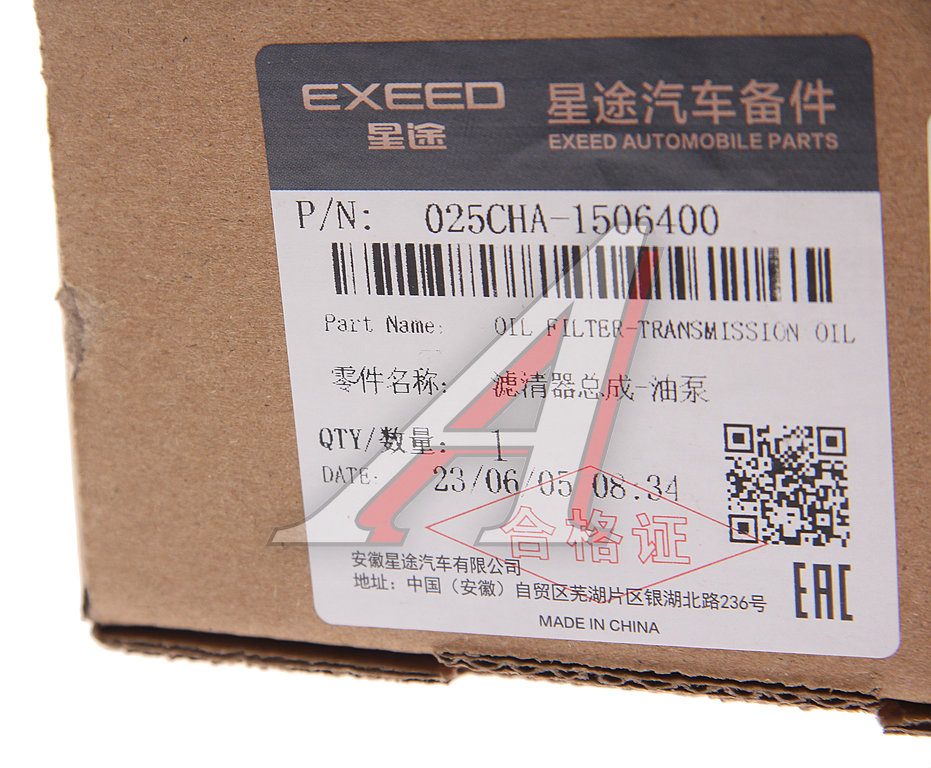 EXEED 星途汽车备件
星途 EXEED AUTOMOBILE PARTS
P/N: 025CHA-1506400
Part Name: OIL FILTER-TRANSMISSION OIL
零件名称: 滤清器总成-油泵
QTY/数量: 1
DATE: 23/06/05 08:34
合格证
安徽星途汽车有限公司
地址：中国（安徽）自贸区芜湖片区银湖北路236号
EAC
MADE IN CHINA